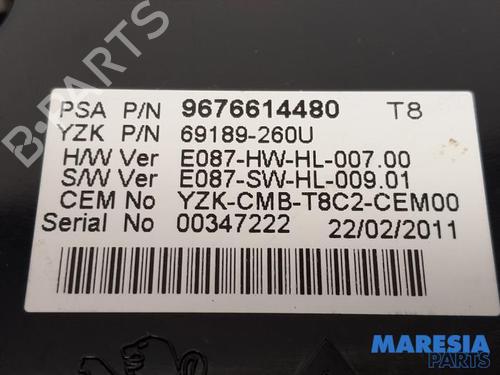 PSA P/N 9676614480 T8
YZK P/N 69189-260U
H/W Ver E087-HW-HL-007.00
S/W Ver E087-SW-HL-009.01
CEM No YZK-CMB-T8C2-CEM00
Serial No 00347222 22/02/2011
B-PARTS
MARESIA
PARTS